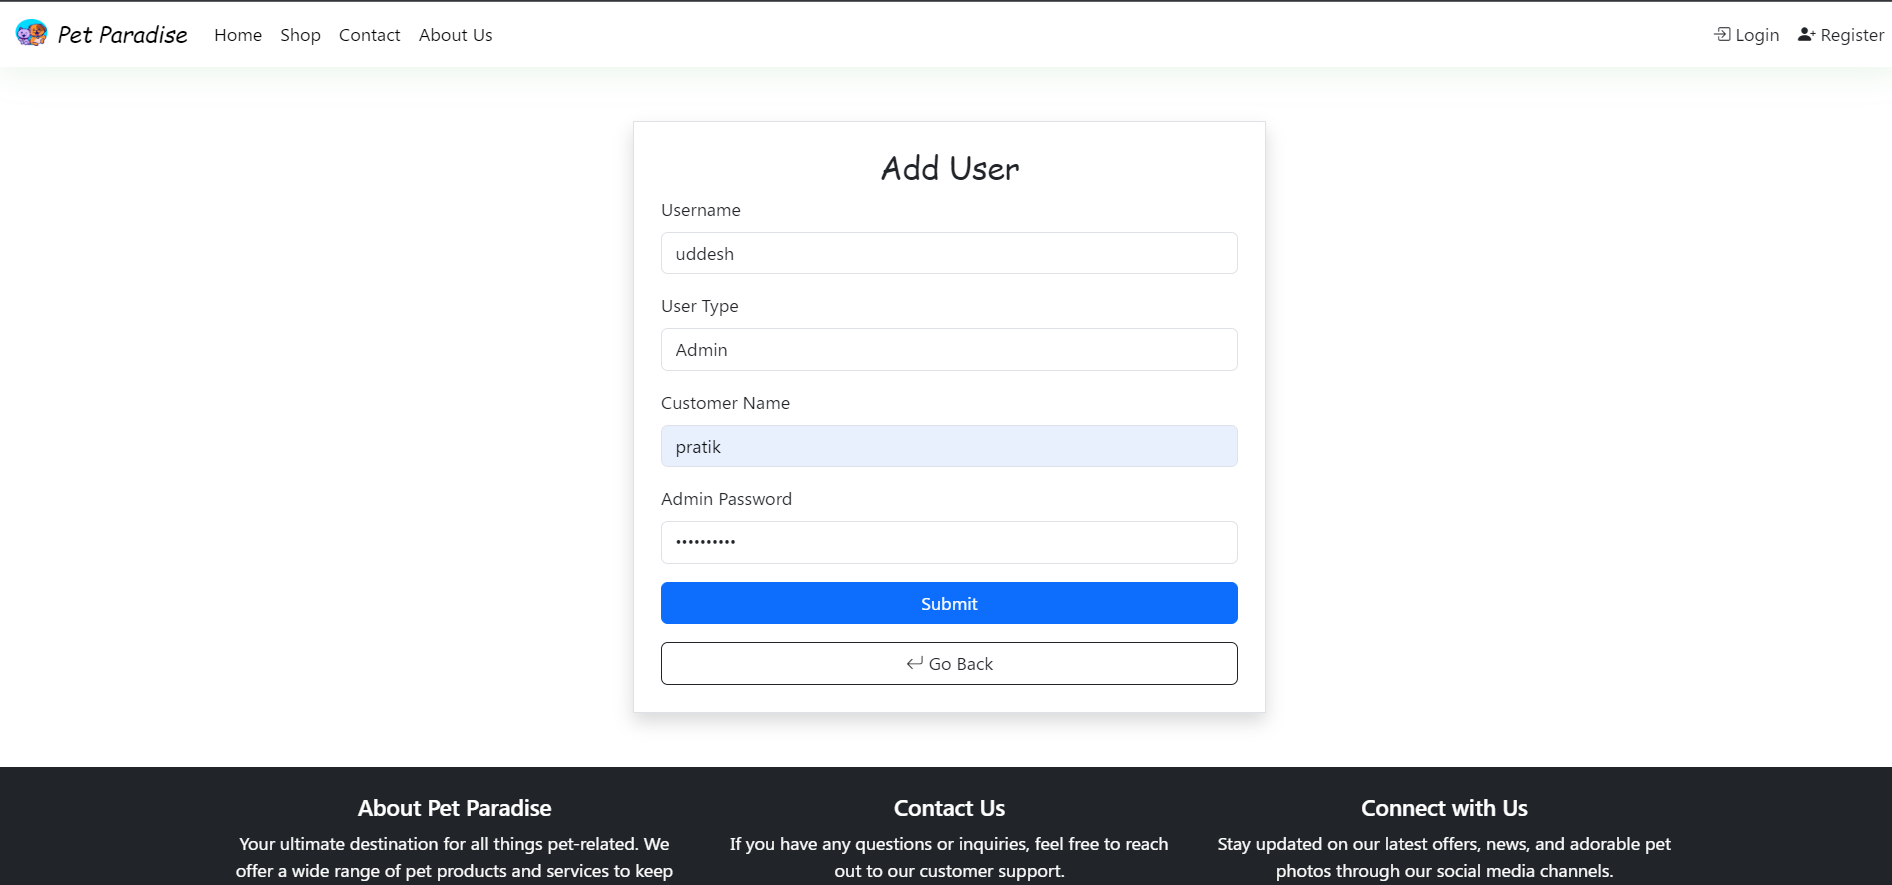 Pet Paradise Home Shop Contact About Us Login Register
Add User
Username
uddesh
User Type
Admin
Customer Name
pratik
Admin Password
••••••••••
Submit
Go Back
About Pet Paradise
Your ultimate destination for all things pet-related. We
offer a wide range of pet products and services to keep
Contact Us
If you have any questions or inquiries, feel free to reach
out to our customer support.
Connect with Us
Stay updated on our latest offers, news, and adorable pet
photos through our social media channels.